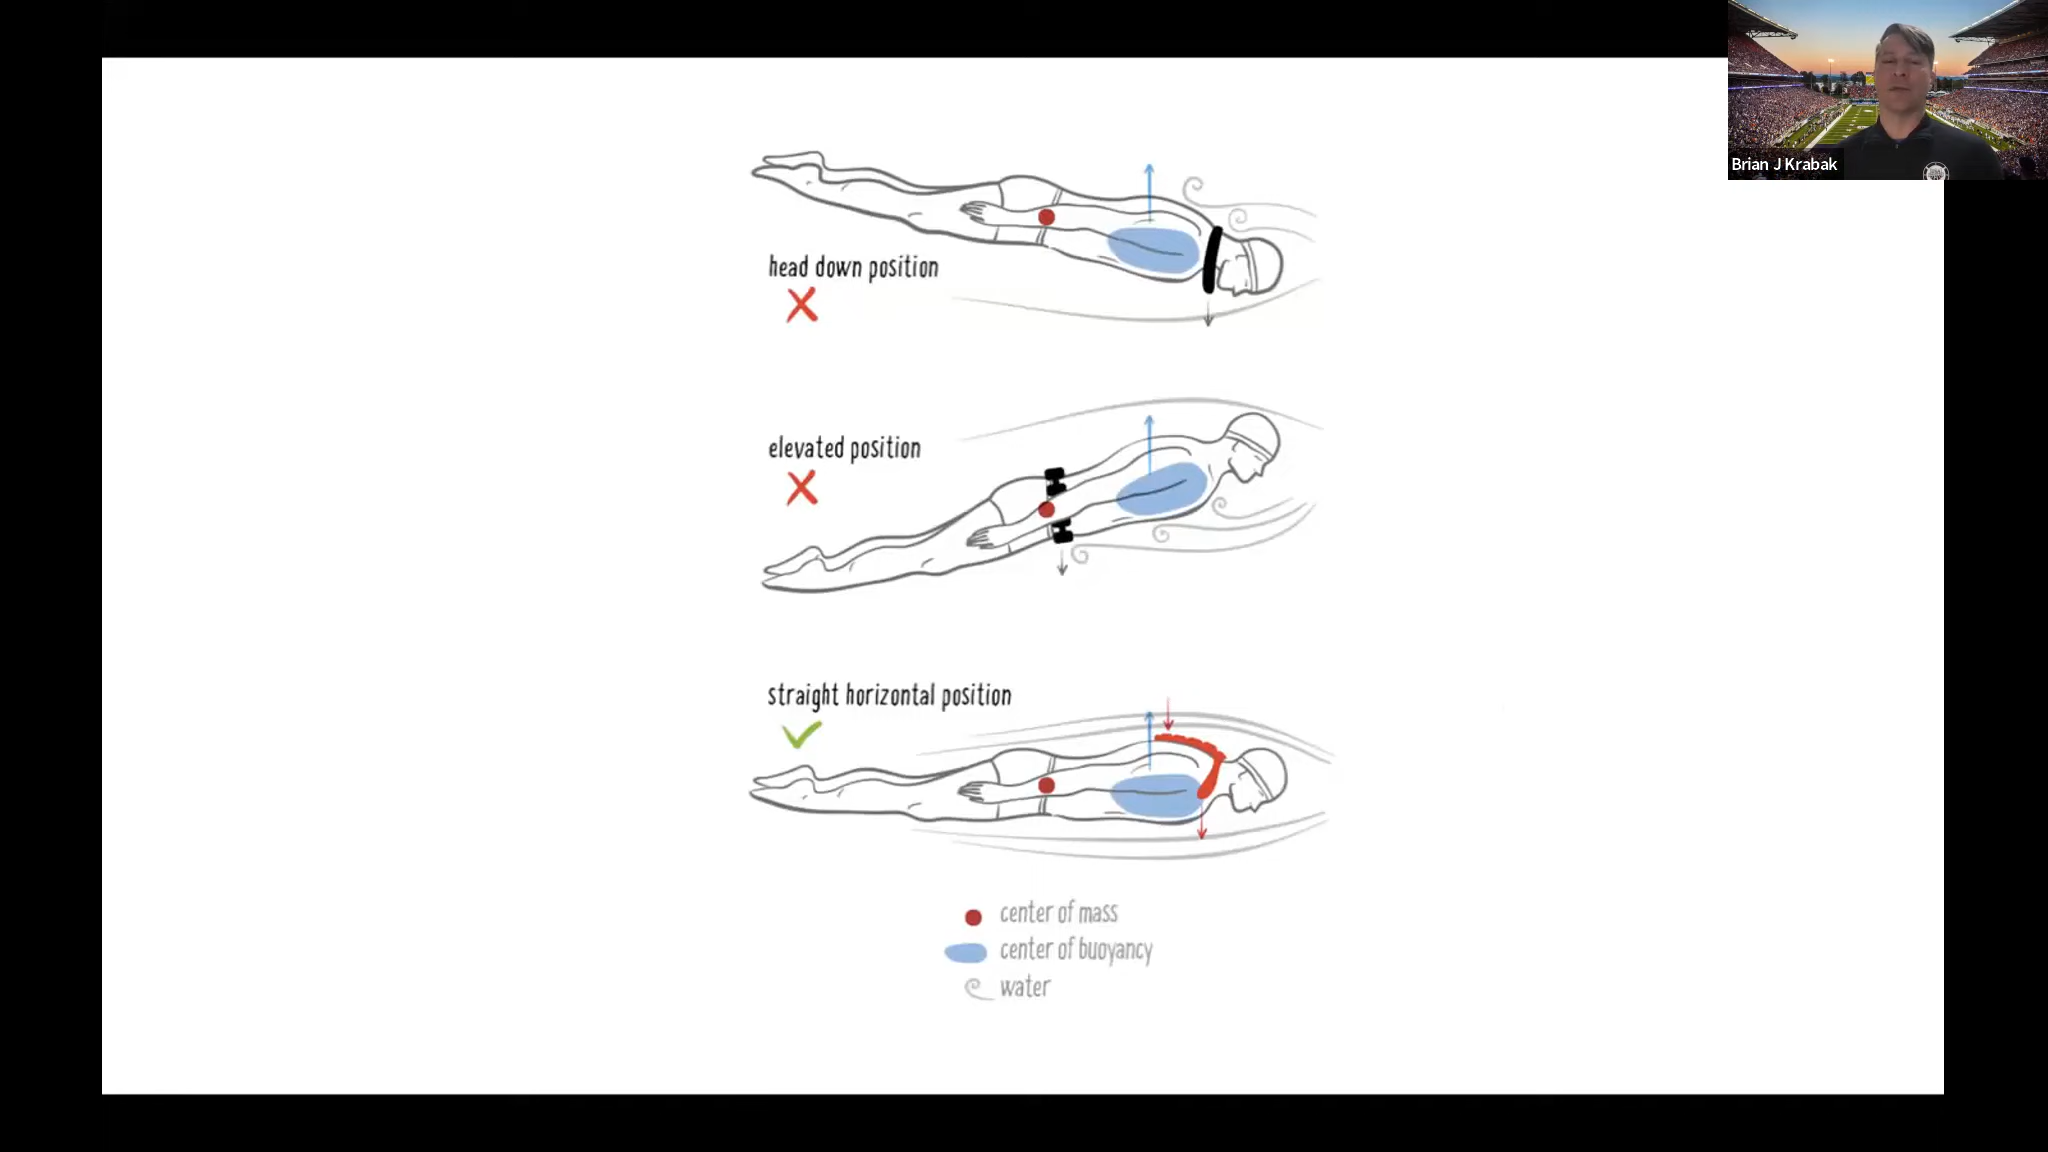 Brian J Krabak
head down position
elevated position
straight horizontal position
center of mass
center of buoyancy
water